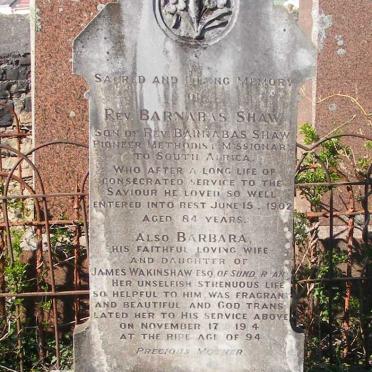 SACRED AND LOVING MEMORY
OF
REV. BARNABAS SHAW
SON OF REV. BARNABAS SHAW
PIONEER METHODIST MISSIONARY
TO SOUTH AFRICA.
WHO AFTER A LONG LIFE OF
CONSECRATED SERVICE TO THE
SAVIOUR HE LOVED SO WELL
ENTERED INTO REST JUNE 15. 1902
AGED 84 YEARS.
ALSO BARBARA,
HIS FAITHFUL LOVING WIFE
AND DAUGHTER OF
JAMES WAKINSHAW ESQ. OF
HER UNSELFISH STRENUOUS LIFE
SO HELPFUL TO HIM, WAS FRAGRANT
AND BEAUTIFUL AND GOD TRANS-
LATED HER TO HIS SERVICE ABOVE
ON NOVEMBER 17
AT THE RIPE AGE OF 94
PRECIOUS MOTHER